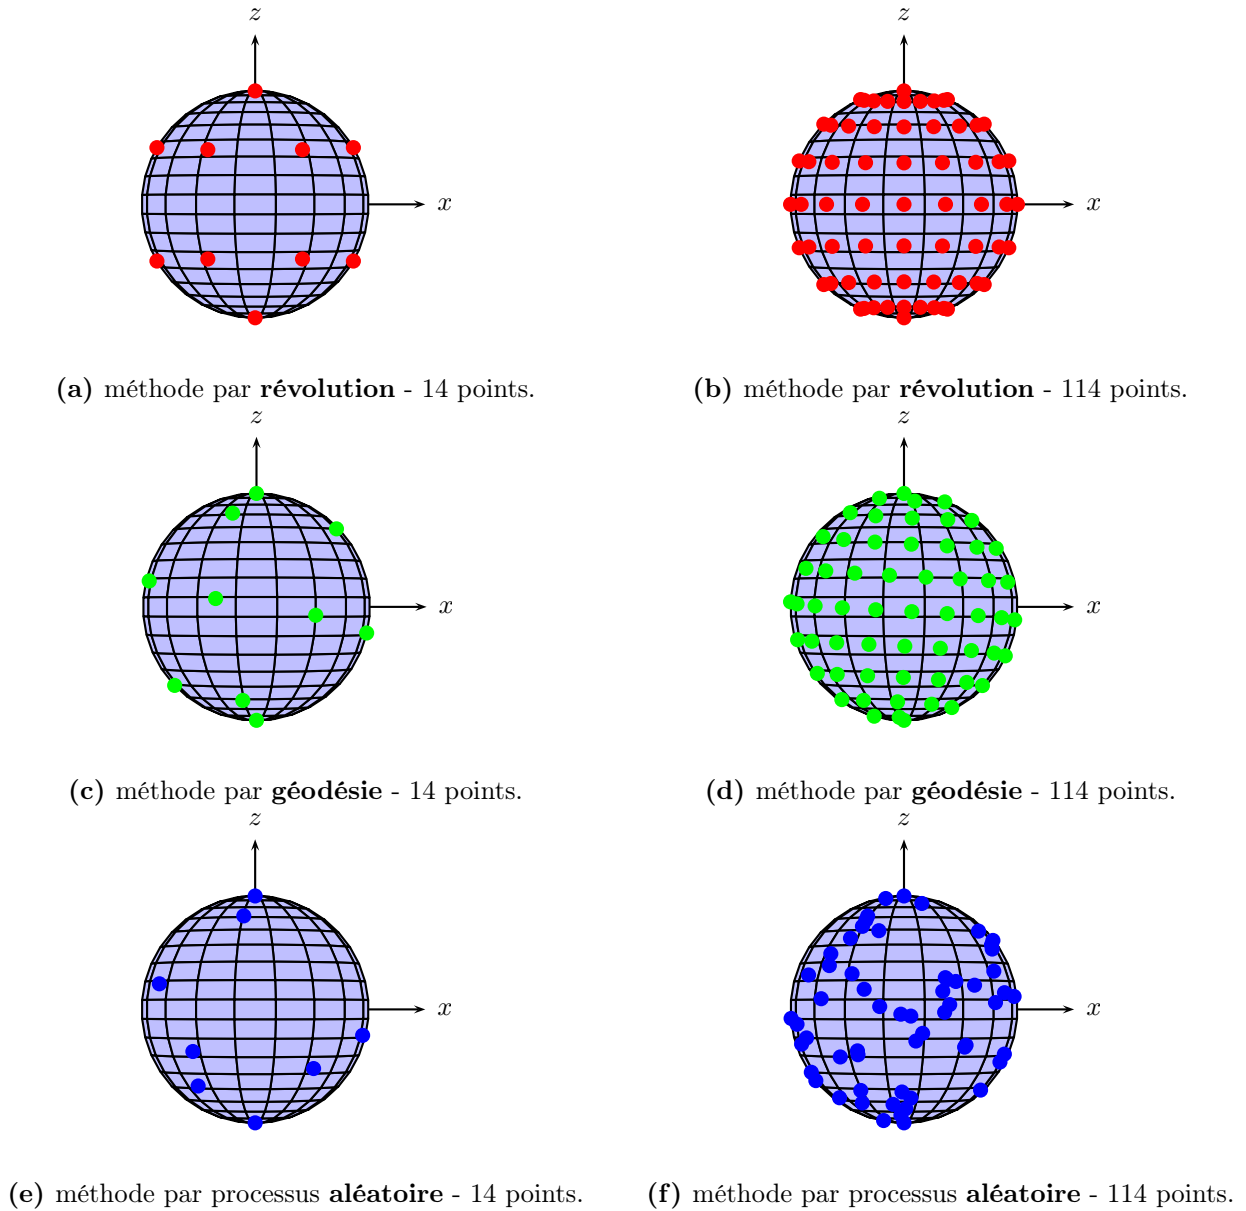 z
z
x
x
(a) méthode par révolution - 14 points.
(b) méthode par révolution - 114 points.
z
z
x
x
(c) méthode par géodésie - 14 points.
(d) méthode par géodésie - 114 points.
z
z
x
x
(e) méthode par processus aléatoire - 14 points.
(f) méthode par processus aléatoire - 114 points.